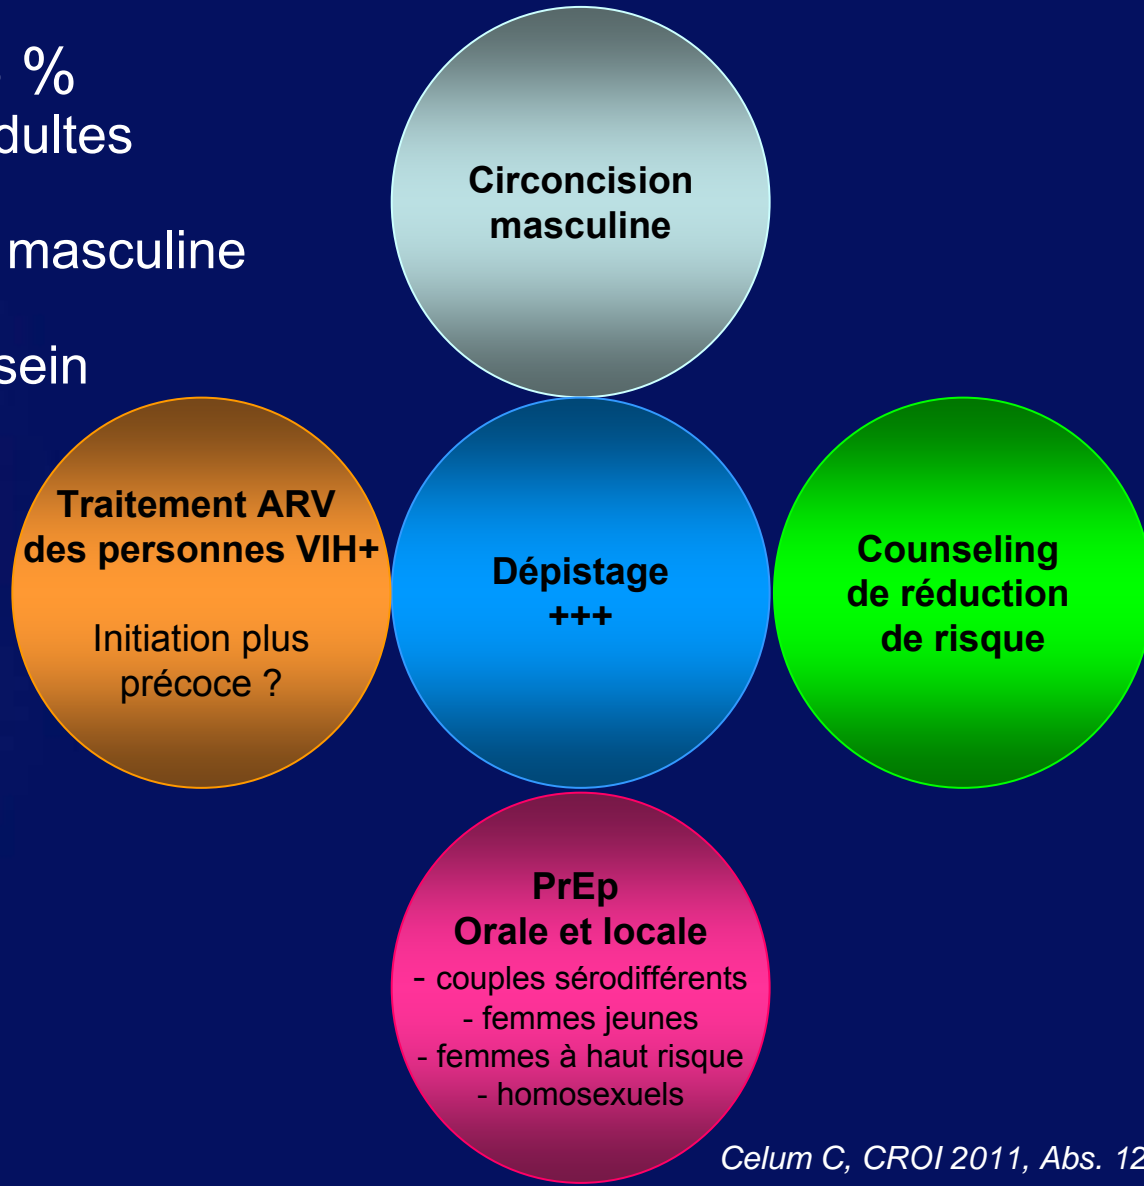 %
masculine
sein
Circoncision
masculine
Traitement ARV
des personnes VIH+
Initiation plus
précoce ?
Dépistage
+++
Counseling
de réduction
de risque
PrEp
Orale et locale
- couples sérodifférents
- femmes jeunes
- femmes à haut risque
- homosexuels
Celum C, CROI 2011, Abs. 12